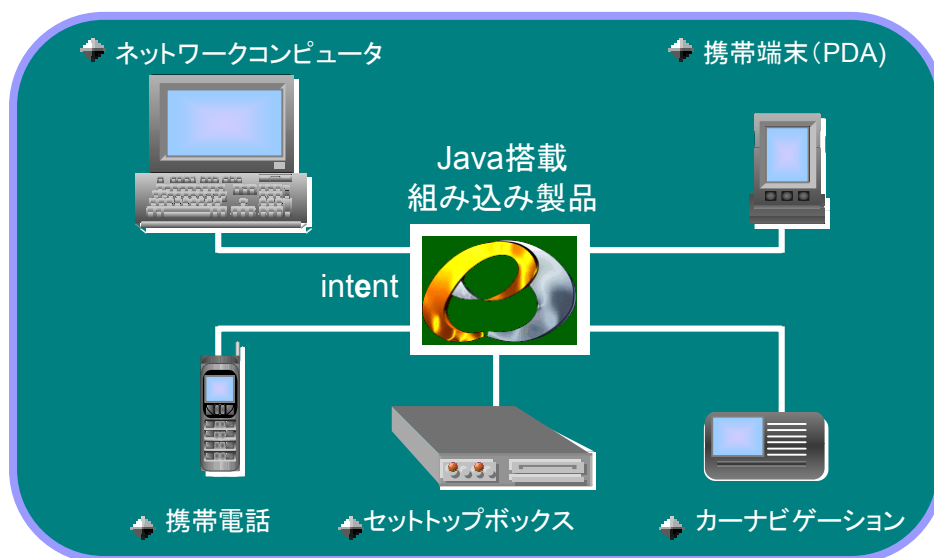 ネットワークコンピュータ
携帯端末(PDA)
Java搭載
組み込み製品
intent
携帯電話
セットトップボックス
カーナビゲーション